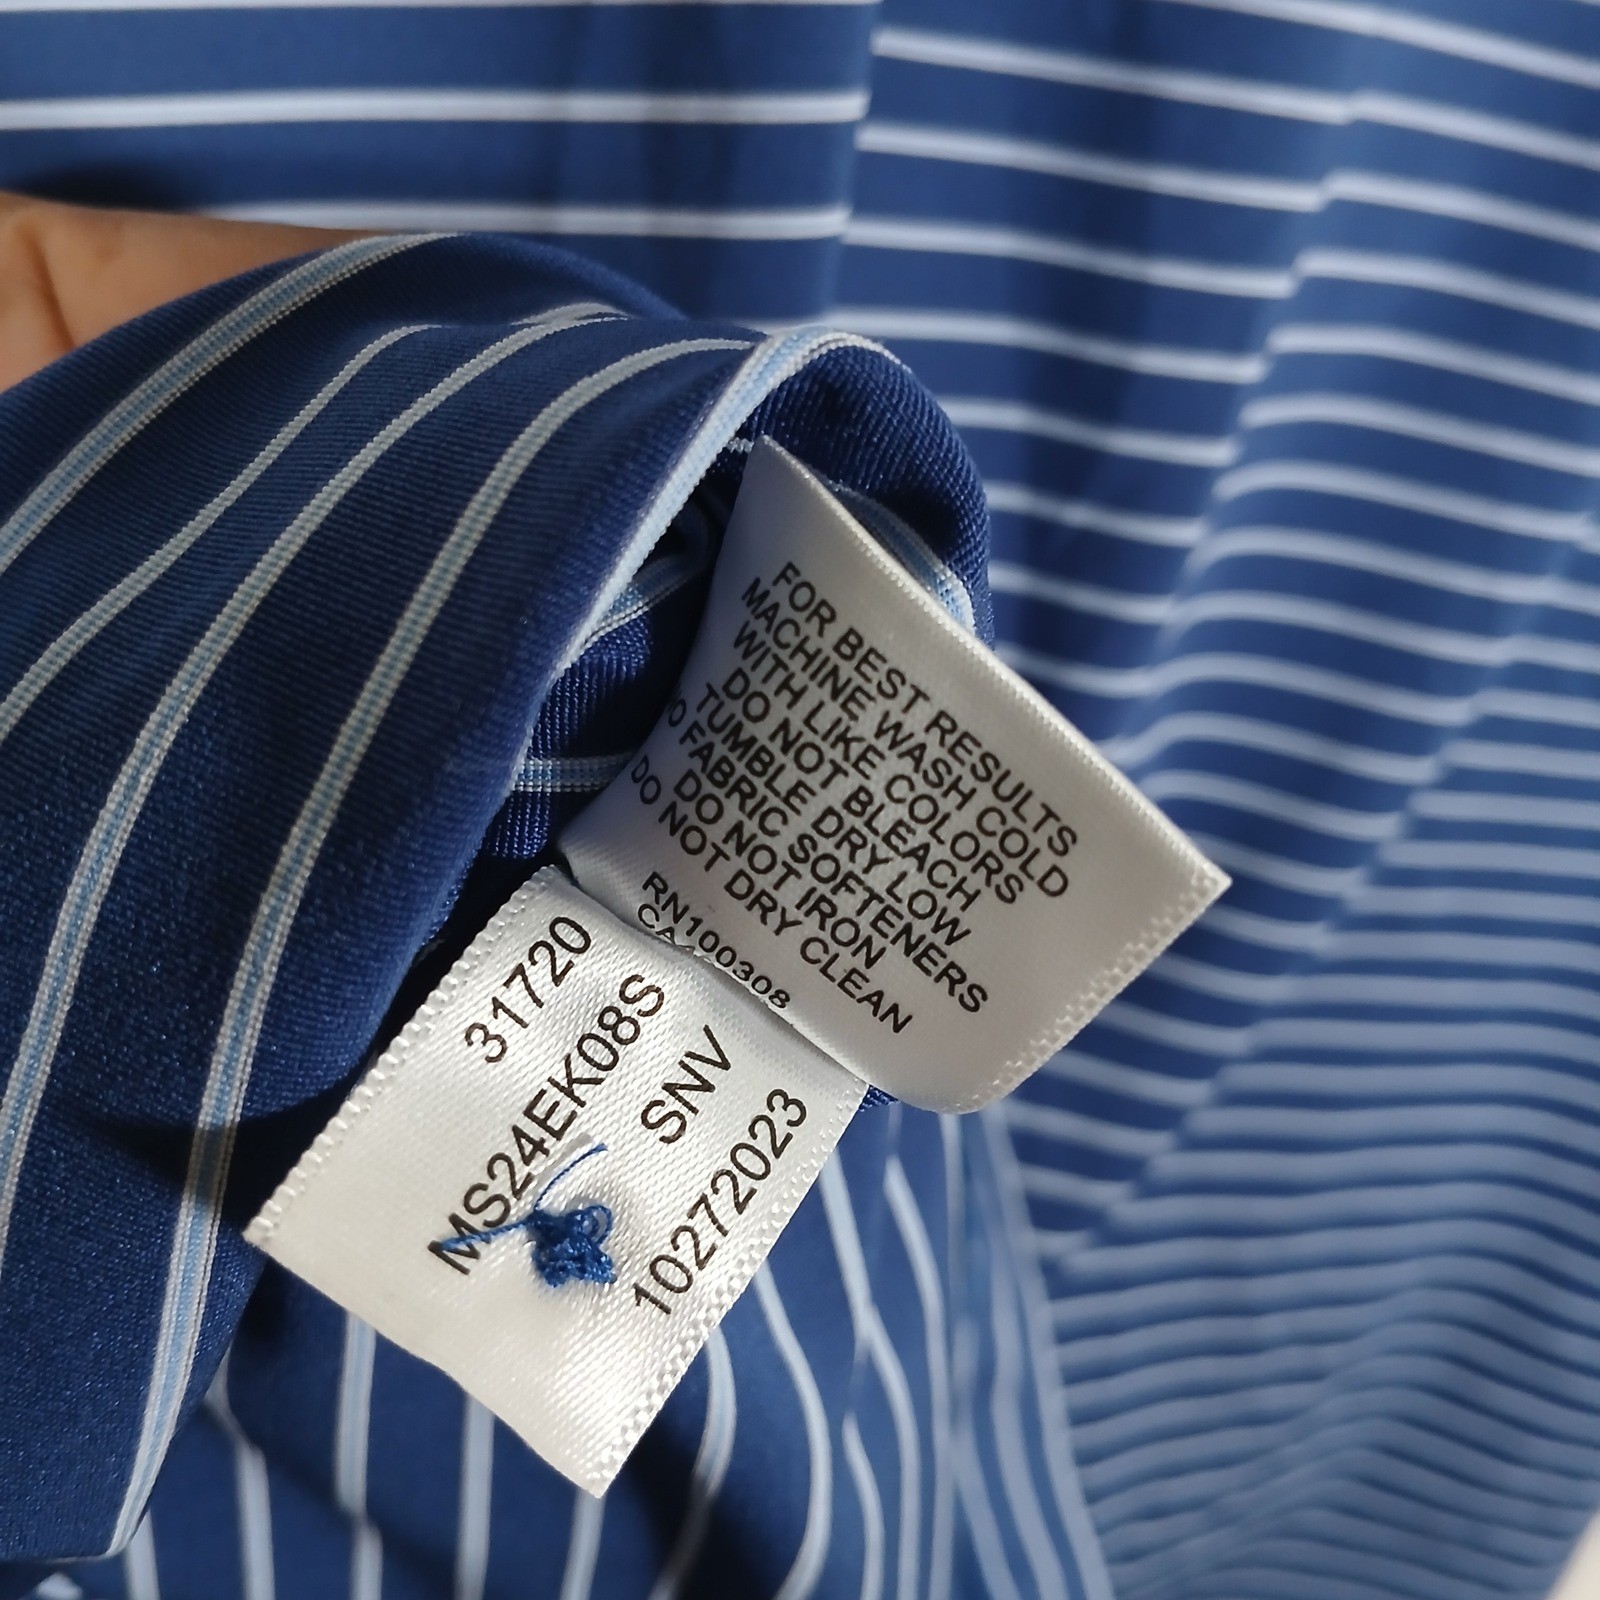 FOR BEST RESULTS
MACHINE WASH COLD
WITH LIKE COLORS
DO NOT BLEACH
TUMBLE DRY LOW
FABRIC SOFTENERS
DO NOT IRON
DO NOT DRY CLEAN
RN100308
31720
MS24EK08S
SNV
10272023